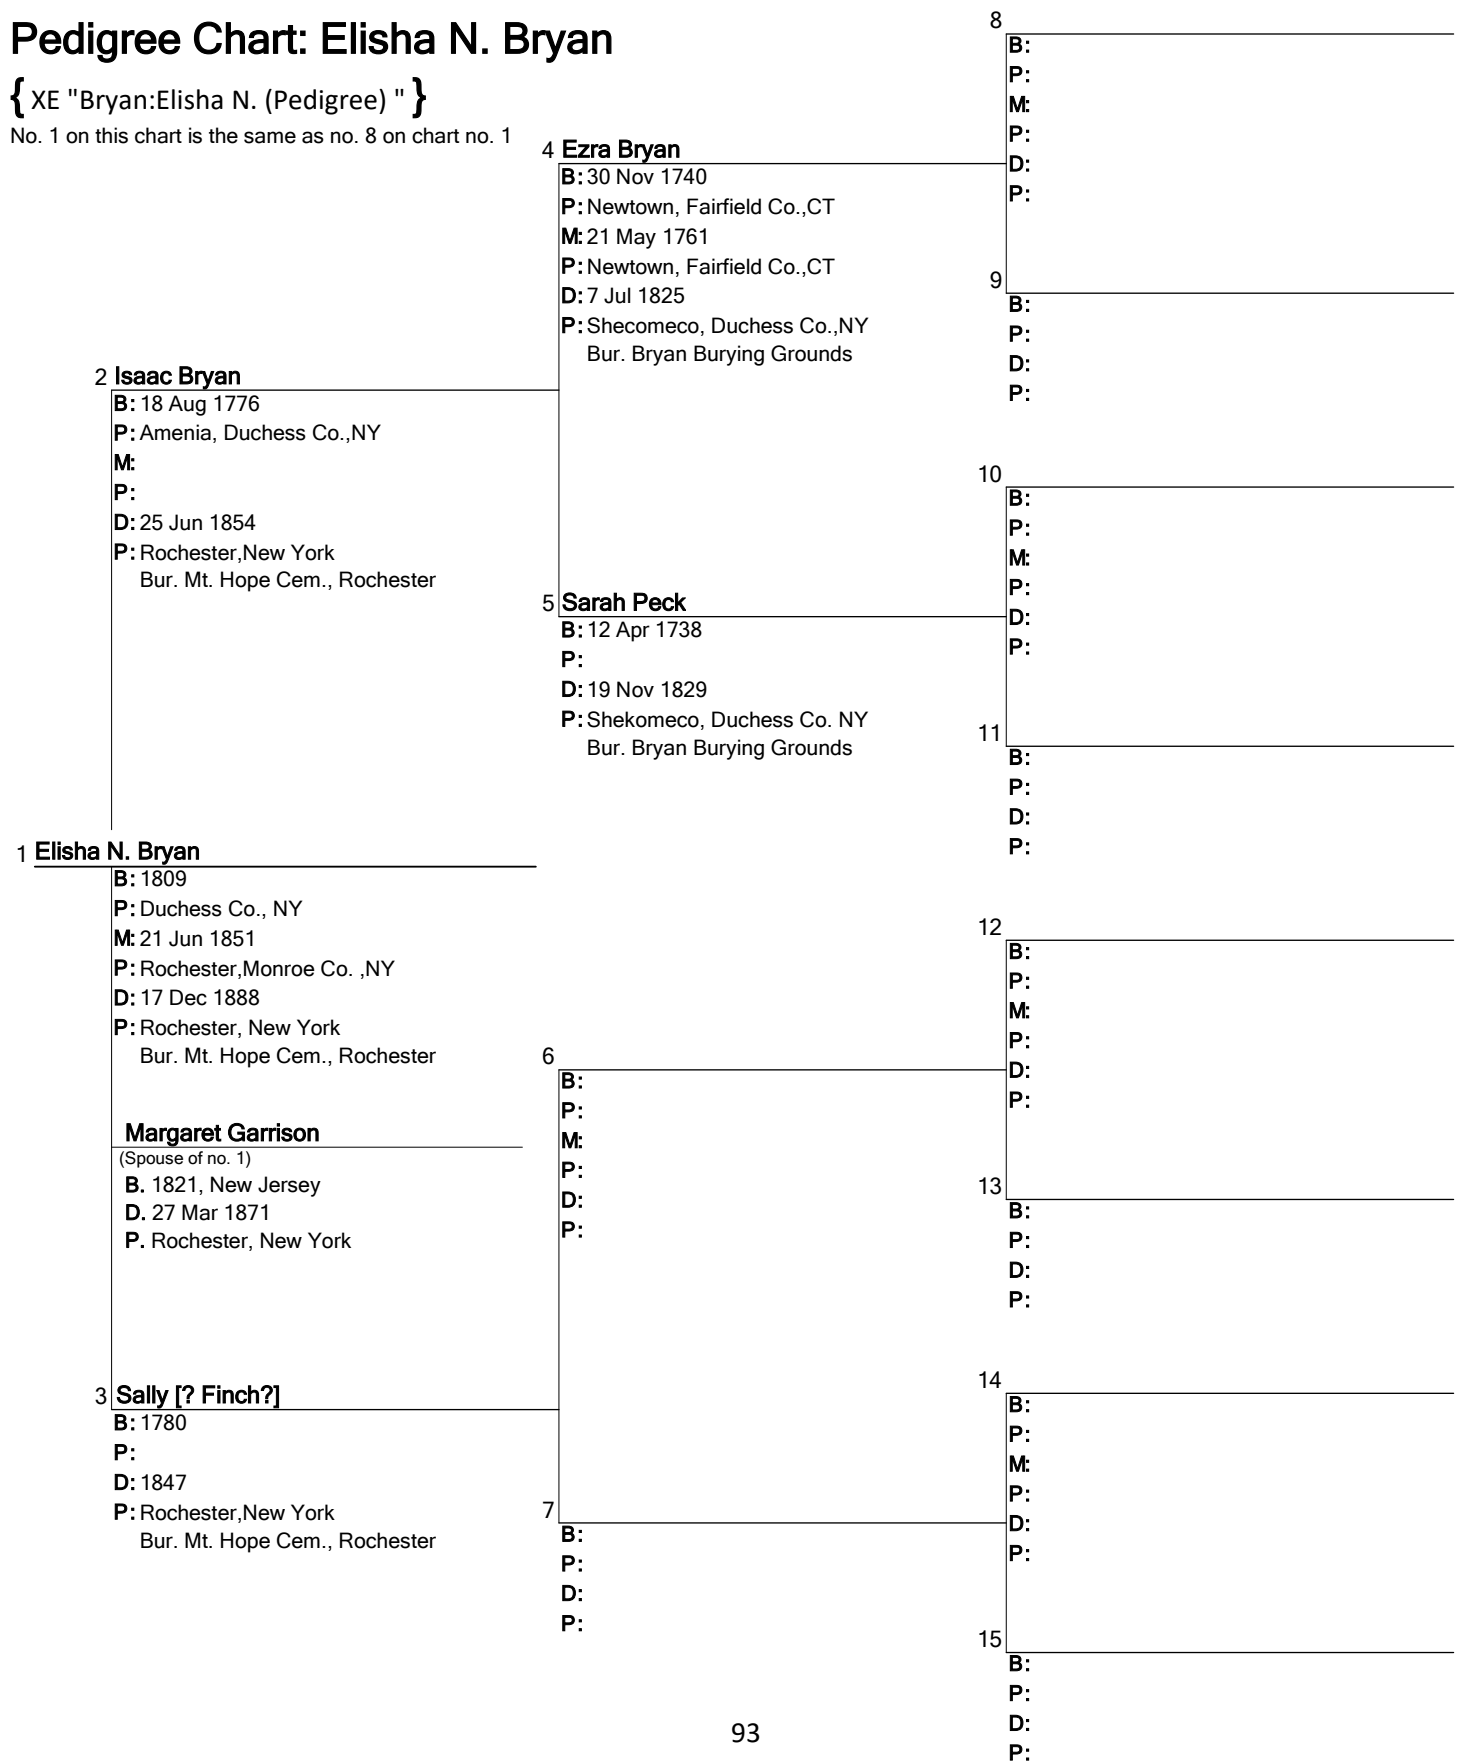 Pedigree Chart: Elisha N. Bryan
{ XE "Bryan:Elisha N. (Pedigree) " }
No. 1 on this chart is the same as no. 8 on chart no. 1
8
B:
P:
M:
P:
D:
P:
4 Ezra Bryan
B: 30 Nov 1740
P: Newtown, Fairfield Co.,CT
M: 21 May 1761
P: Newtown, Fairfield Co.,CT
D: 7 Jul 1825
P: Shecomeco, Duchess Co.,NY
Bur. Bryan Burying Grounds
9
B:
P:
D:
P:
2 Isaac Bryan
B: 18 Aug 1776
P: Amenia, Duchess Co.,NY
M:
P:
D: 25 Jun 1854
P: Rochester,New York
Bur. Mt. Hope Cem., Rochester
10
B:
P:
M:
P:
D:
P:
5 Sarah Peck
B: 12 Apr 1738
P:
D: 19 Nov 1829
P: Shekomeco, Duchess Co. NY
Bur. Bryan Burying Grounds
11
B:
P:
D:
P:
1 Elisha N. Bryan
B: 1809
P: Duchess Co., NY
M: 21 Jun 1851
P: Rochester,Monroe Co. ,NY
D: 17 Dec 1888
P: Rochester, New York
Bur. Mt. Hope Cem., Rochester
Margaret Garrison
(Spouse of no. 1)
B. 1821, New Jersey
D. 27 Mar 1871
P. Rochester, New York
12
B:
P:
M:
P:
D:
P:
6
B:
P:
M:
P:
D:
P:
13
B:
P:
D:
P:
3 Sally [? Finch?]
B: 1780
P:
D: 1847
P: Rochester,New York
Bur. Mt. Hope Cem., Rochester
14
B:
P:
M:
P:
D:
P:
7
B:
P:
D:
P:
15
B:
P:
D:
P:
93